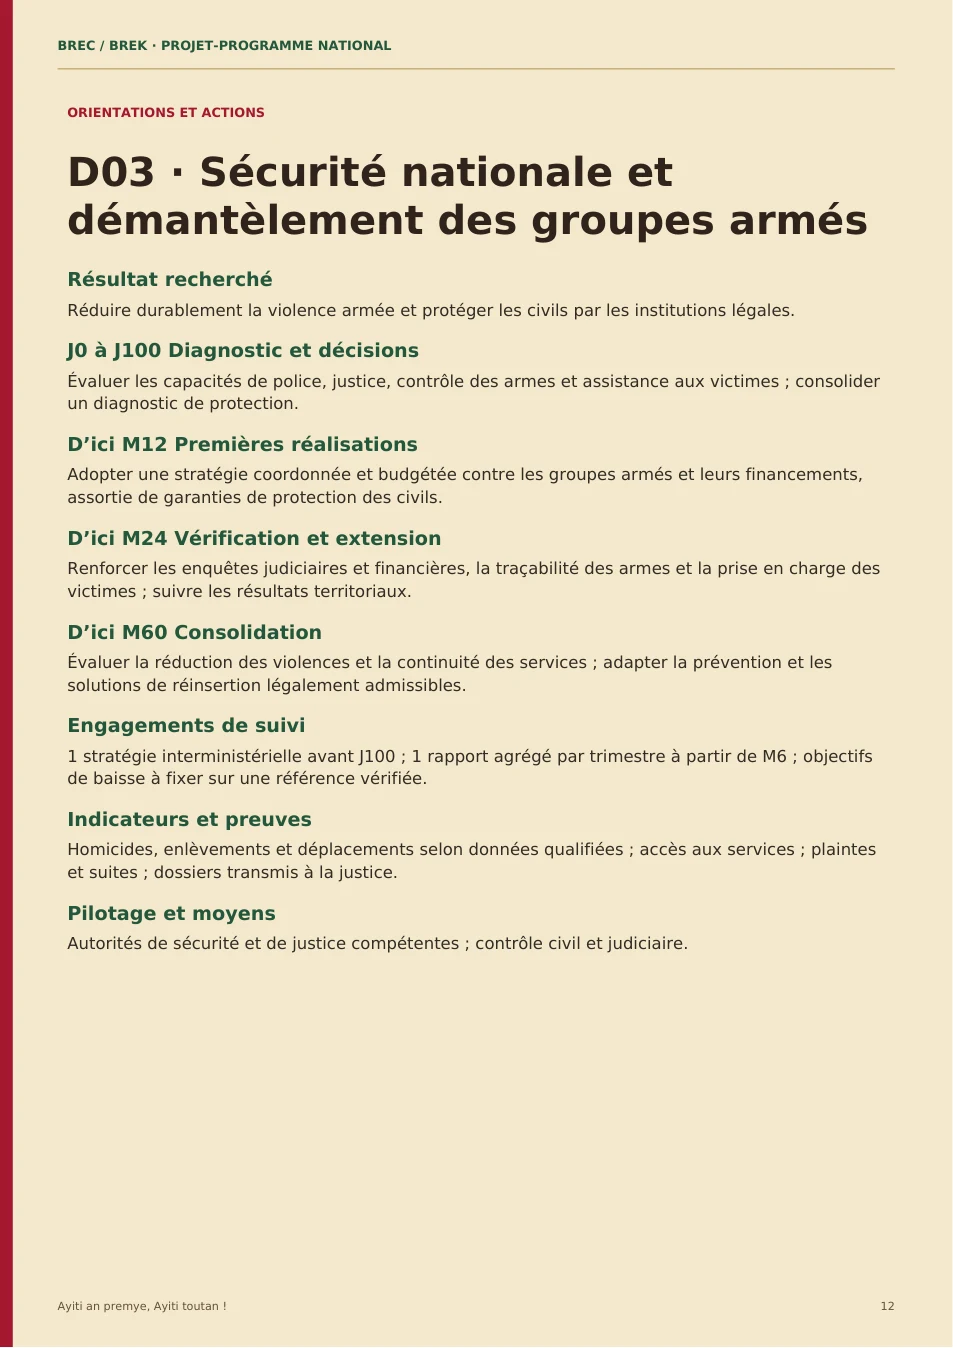 BREC / BREK · PROJET-PROGRAMME NATIONAL
ORIENTATIONS ET ACTIONS
D03 · Sécurité nationale et
démantèlement des groupes armés
Résultat recherché
Réduire durablement la violence armée et protéger les civils par les institutions légales.
J0 à J100 Diagnostic et décisions
Évaluer les capacités de police, justice, contrôle des armes et assistance aux victimes ; consolider
un diagnostic de protection.
D’ici M12 Premières réalisations
Adopter une stratégie coordonnée et budgétée contre les groupes armés et leurs financements,
assortie de garanties de protection des civils.
D’ici M24 Vérification et extension
Renforcer les enquêtes judiciaires et financières, la traçabilité des armes et la prise en charge des
victimes ; suivre les résultats territoriaux.
D’ici M60 Consolidation
Évaluer la réduction des violences et la continuité des services ; adapter la prévention et les
solutions de réinsertion légalement admissibles.
Engagements de suivi
1 stratégie interministérielle avant J100 ; 1 rapport agrégé par trimestre à partir de M6 ; objectifs
de baisse à fixer sur une référence vérifiée.
Indicateurs et preuves
Homicides, enlèvements et déplacements selon données qualifiées ; accès aux services ; plaintes
et suites ; dossiers transmis à la justice.
Pilotage et moyens
Autorités de sécurité et de justice compétentes ; contrôle civil et judiciaire.
Ayiti an premye, Ayiti toutan !
12